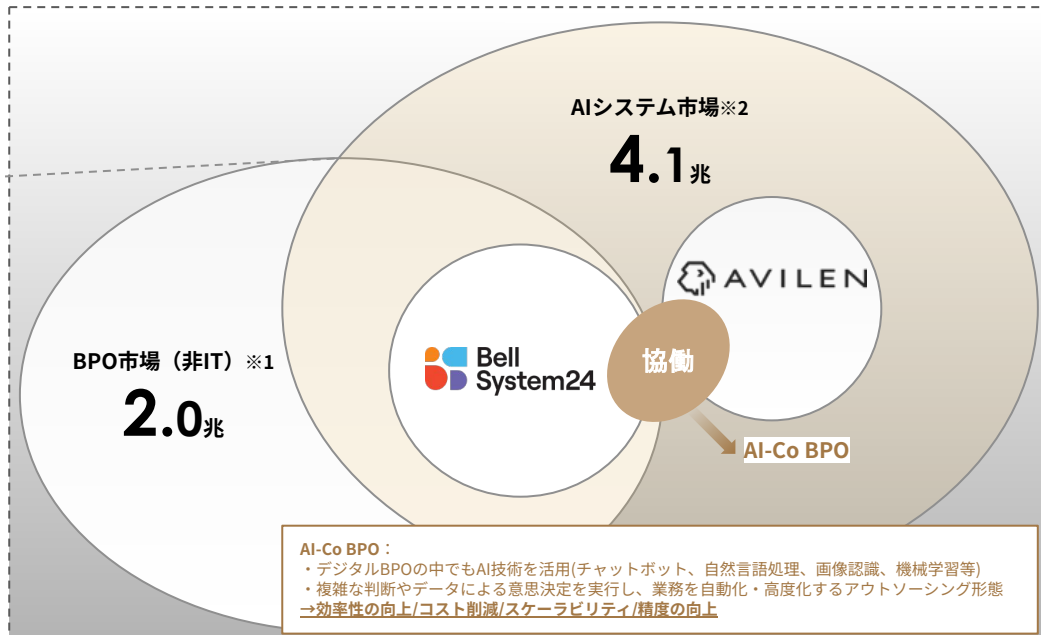 AIシステム市場※2
4.1兆
AVILEN
BPO市場（非IT）※1
2.0兆
Bell
System24
協働
AI-Co BPO
AI-Co BPO：
・デジタルBPOの中でもAI技術を活用(チャットボット、自然言語処理、画像認識、機械学習等)
・複雑な判断やデータによる意思決定を実行し、業務を自動化・高度化するアウトソーシング形態
→効率性の向上/コスト削減/スケーラビリティ/精度の向上